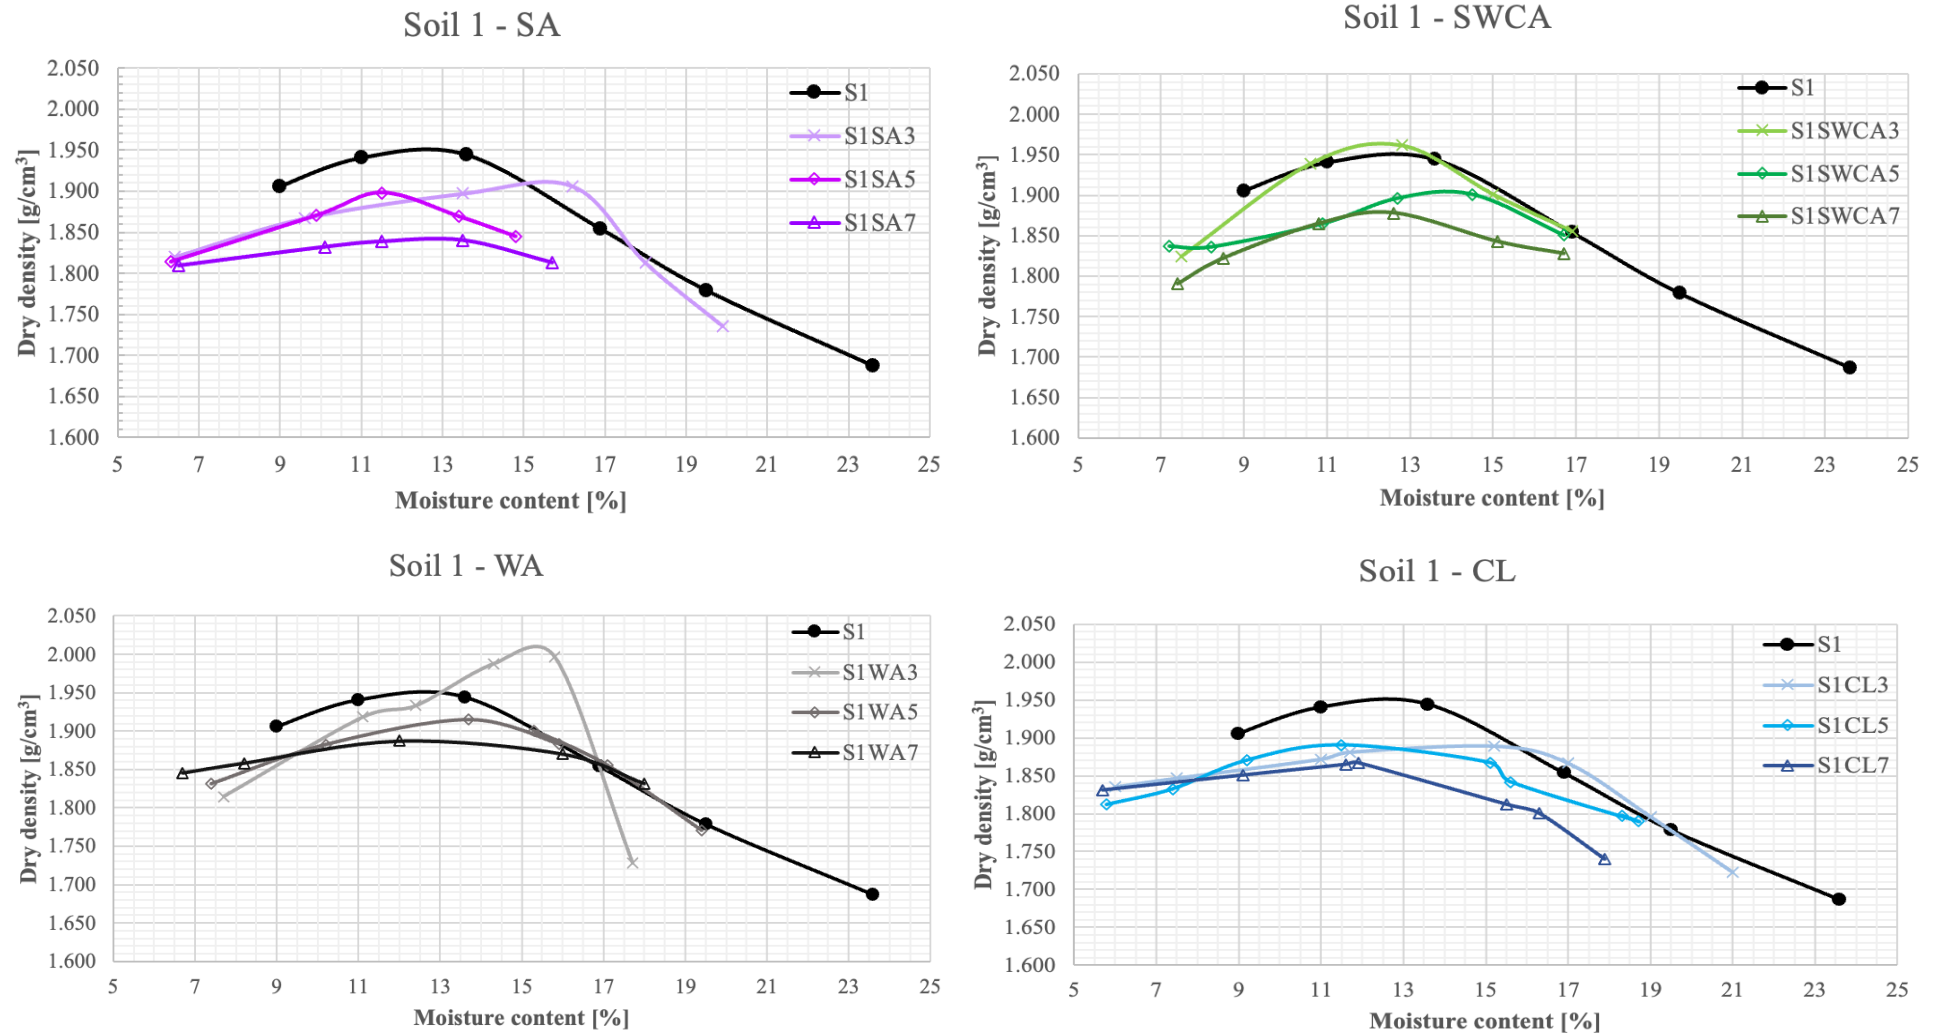 Soil 1 - SA
2.050
2.000
1.950
1.900
1.850
1.800
1.750
1.700
1.650
1.600
Dry density [g/cm³]
5 7 9 11 13 15 17 19 21 23 25
Moisture content [%]
S1
S1SA3
S1SA5
S1SA7
Soil 1 - SWCA
2.050
2.000
1.950
1.900
1.850
1.800
1.750
1.700
1.650
1.600
Dry density [g/cm³]
5 7 9 11 13 15 17 19 21 23 25
Moisture content [%]
S1
S1SWCA3
S1SWCA5
S1SWCA7
Soil 1 - WA
2.050
2.000
1.950
1.900
1.850
1.800
1.750
1.700
1.650
1.600
Dry density [g/cm³]
5 7 9 11 13 15 17 19 21 23 25
Moisture content [%]
S1
S1WA3
S1WA5
S1WA7
Soil 1 - CL
2.050
2.000
1.950
1.900
1.850
1.800
1.750
1.700
1.650
1.600
Dry density [g/cm³]
5 7 9 11 13 15 17 19 21 23 25
Moisture content [%]
S1
S1CL3
S1CL5
S1CL7